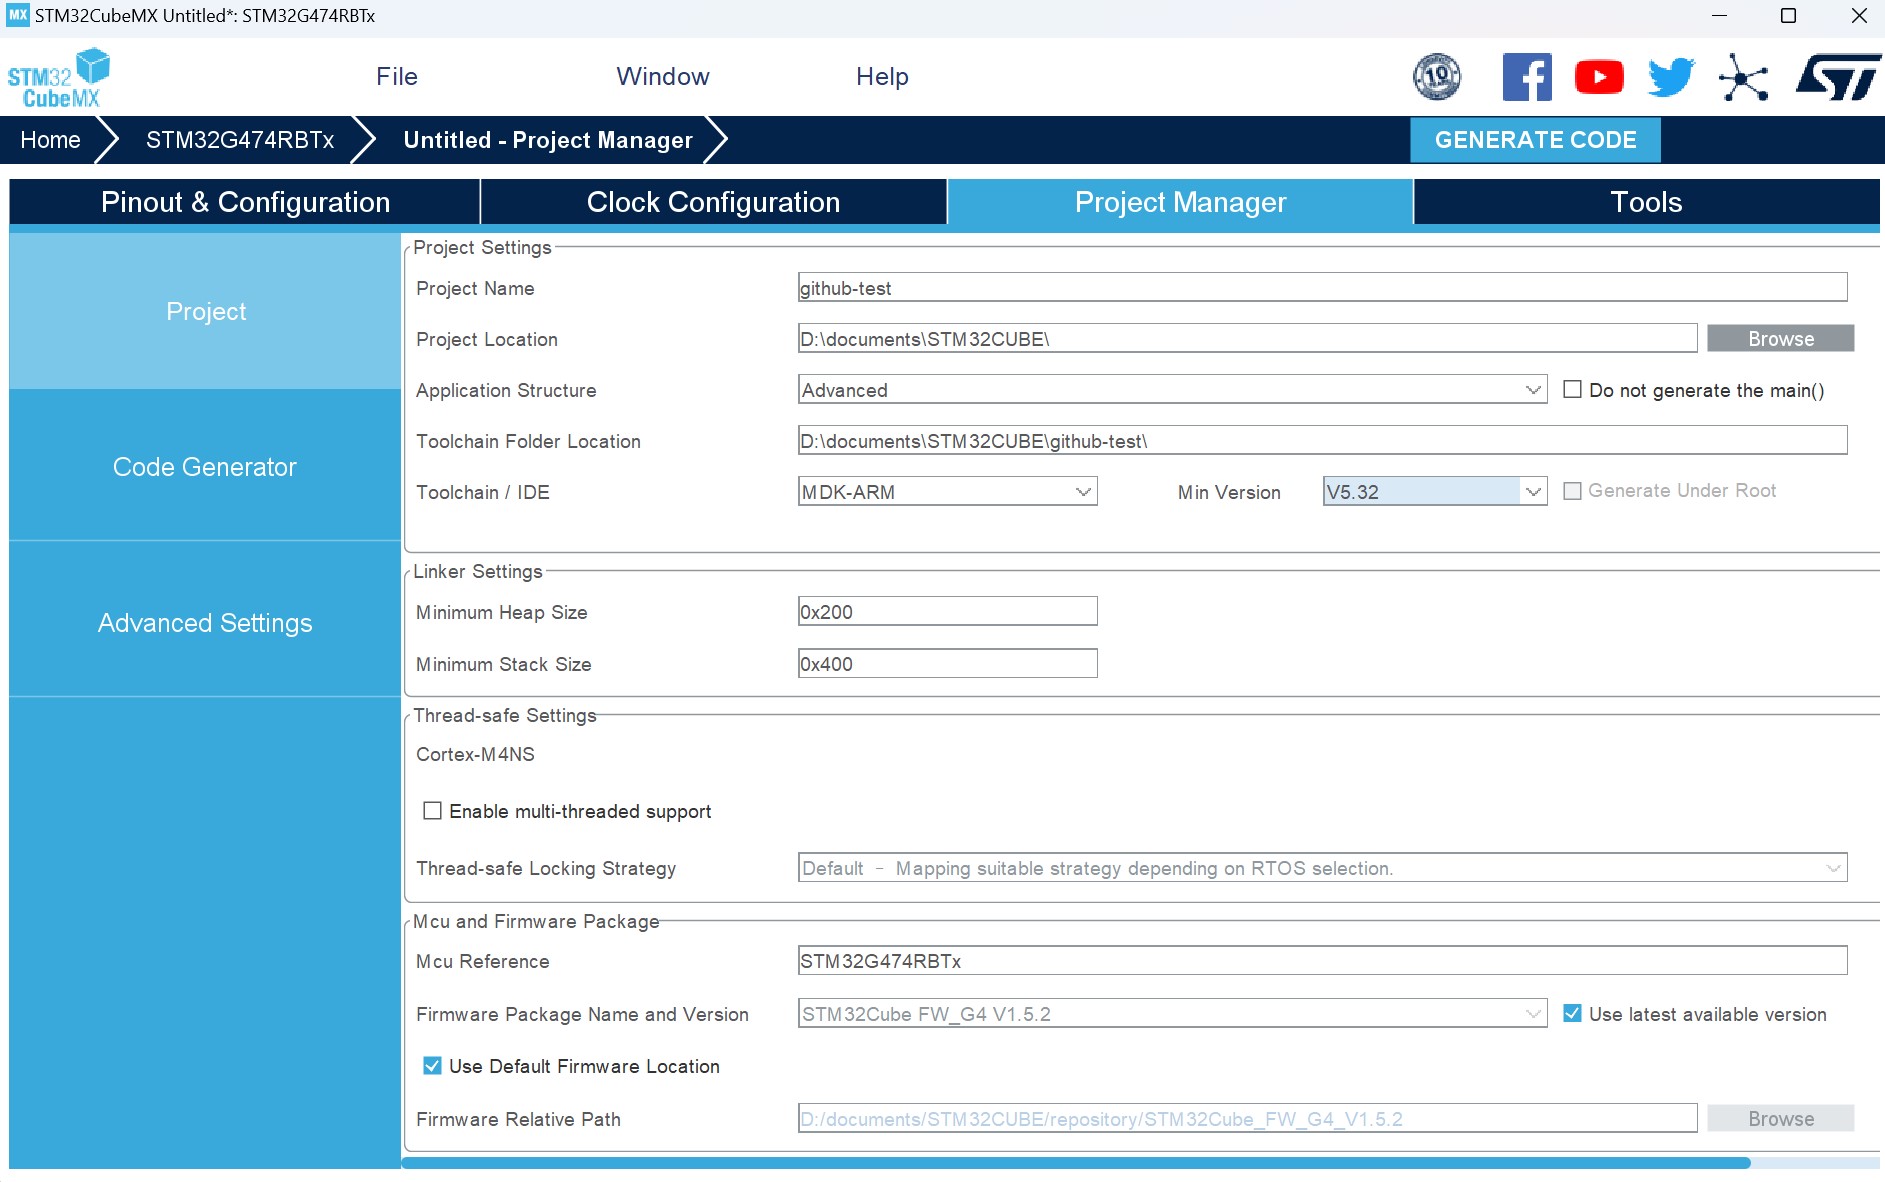 MX STM32CubeMX Untitled*: STM32G474RBTx
STM32
CubeMX
File Window Help
10
Home STM32G474RBTx Untitled - Project Manager GENERATE CODE
Pinout & Configuration Clock Configuration Project Manager Tools
Project
Code Generator
Advanced Settings
Project Settings
Project Name github-test
Project Location D:\documents\STM32CUBE\ Browse
Application Structure Advanced Do not generate the main()
Toolchain Folder Location D:\documents\STM32CUBE\github-test\
Toolchain / IDE MDK-ARM Min Version V5.32 Generate Under Root
Linker Settings
Minimum Heap Size 0x200
Minimum Stack Size 0x400
Thread-safe Settings
Cortex-M4NS
Enable multi-threaded support
Thread-safe Locking Strategy Default – Mapping suitable strategy depending on RTOS selection.
Mcu and Firmware Package
Mcu Reference STM32G474RBTx
Firmware Package Name and Version STM32Cube FW_G4 V1.5.2 Use latest available version
Use Default Firmware Location
Firmware Relative Path D:/documents/STM32CUBE/repository/STM32Cube_FW_G4_V1.5.2 Browse